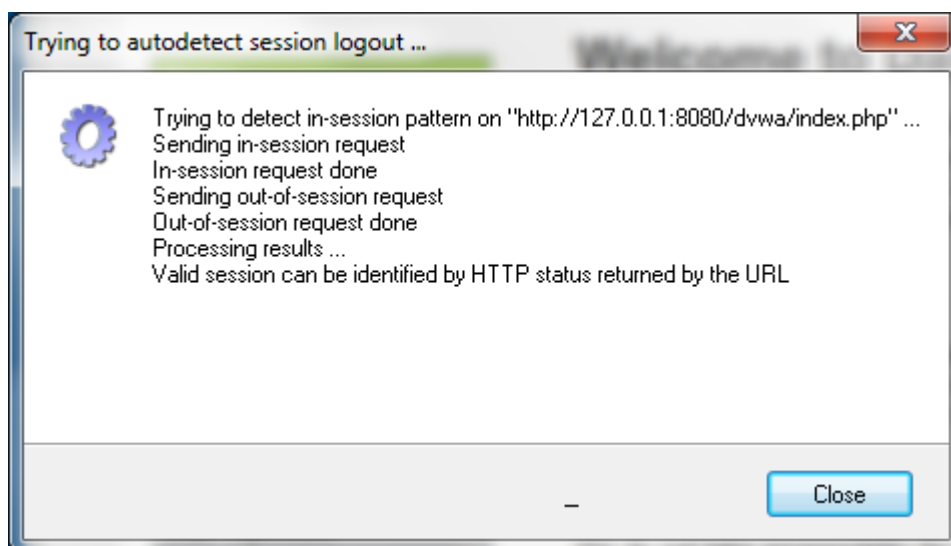 Trying to autodetect session logout ...
Welcome to
Trying to detect in-session pattern on "http://127.0.0.1:8080/dvwa/index.php" ...
Sending in-session request
In-session request done
Sending out-of-session request
Out-of-session request done
Processing results ...
Valid session can be identified by HTTP status returned by the URL
Close